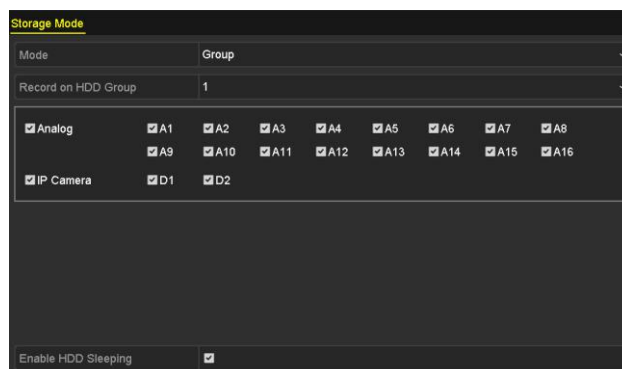 Storage Mode
Mode Group
Record on HDD Group 1
Analog A1 A2 A3 A4 A5 A6 A7 A8
A9 A10 A11 A12 A13 A14 A15 A16
IP Camera D1 D2
Enable HDD Sleeping